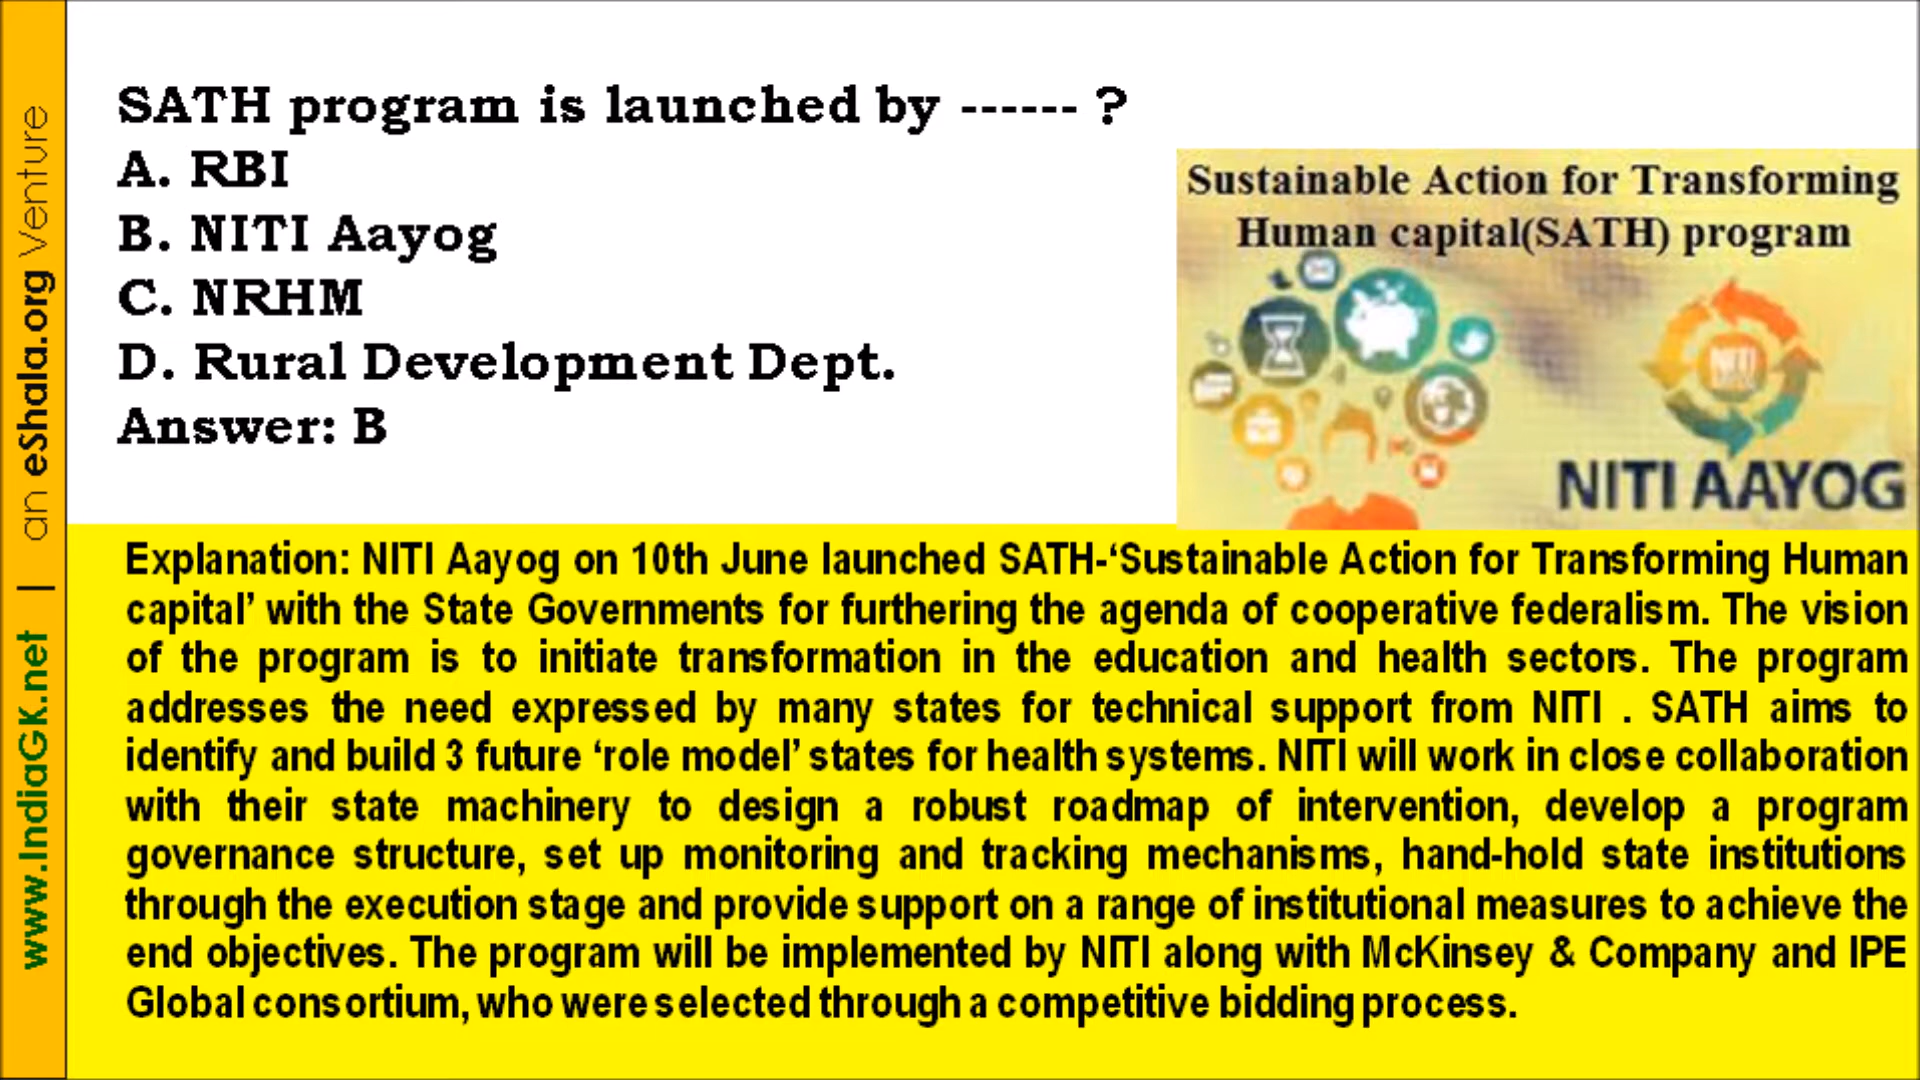 SATH program is launched by ------ ?
A. RBI
B. NITI Aayog
C. NRHM
D. Rural Development Dept.
Answer: B
Sustainable Action for Transforming
Human capital(SATH) program
NITI
NITI AAYOG
Explanation: NITI Aayog on 10th June launched SATH-‘Sustainable Action for Transforming Human
capital’ with the State Governments for furthering the agenda of cooperative federalism. The vision
of the program is to initiate transformation in the education and health sectors. The program
addresses the need expressed by many states for technical support from NITI . SATH aims to
identify and build 3 future ‘role model’ states for health systems. NITI will work in close collaboration
with their state machinery to design a robust roadmap of intervention, develop a program
governance structure, set up monitoring and tracking mechanisms, hand-hold state institutions
through the execution stage and provide support on a range of institutional measures to achieve the
end objectives. The program will be implemented by NITI along with McKinsey & Company and IPE
Global consortium, who were selected through a competitive bidding process.
www.IndiaGK.net | an eShala.org Venture